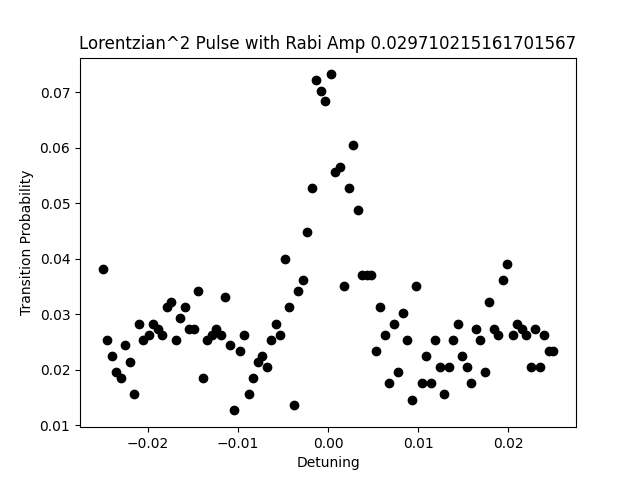 Lorentzian^2 Pulse with Rabi Amp 0.029710215161701567
0.07
0.06
0.05
0.04
0.03
0.02
0.01
Transition Probability
−0.02 −0.01 0.00 0.01 0.02
Detuning